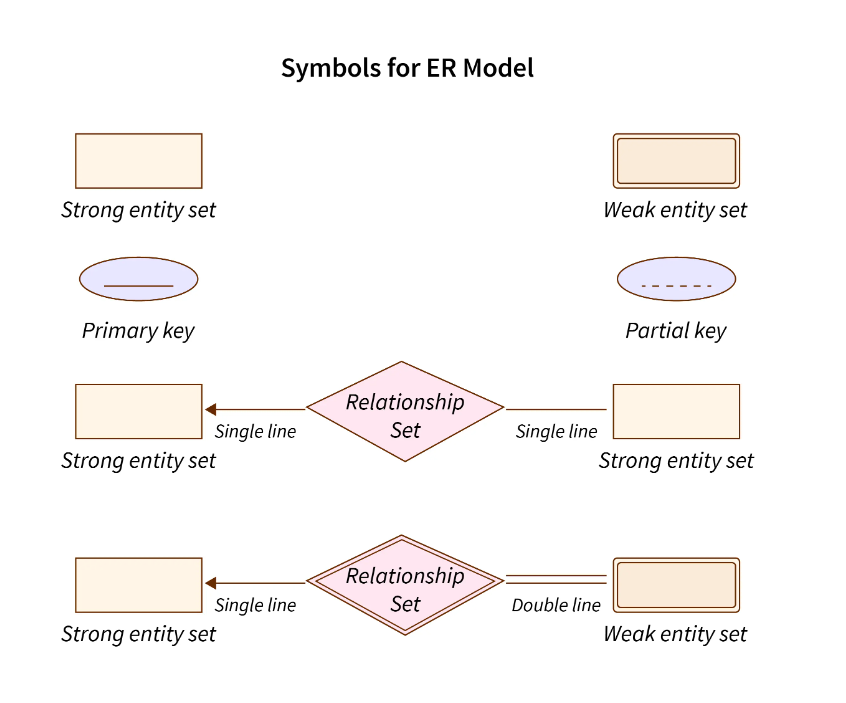 Symbols for ER Model
Strong entity set
Weak entity set
Primary key
Partial key
Relationship
Set
Single line
Single line
Strong entity set
Strong entity set
Relationship
Set
Single line
Double line
Strong entity set
Weak entity set